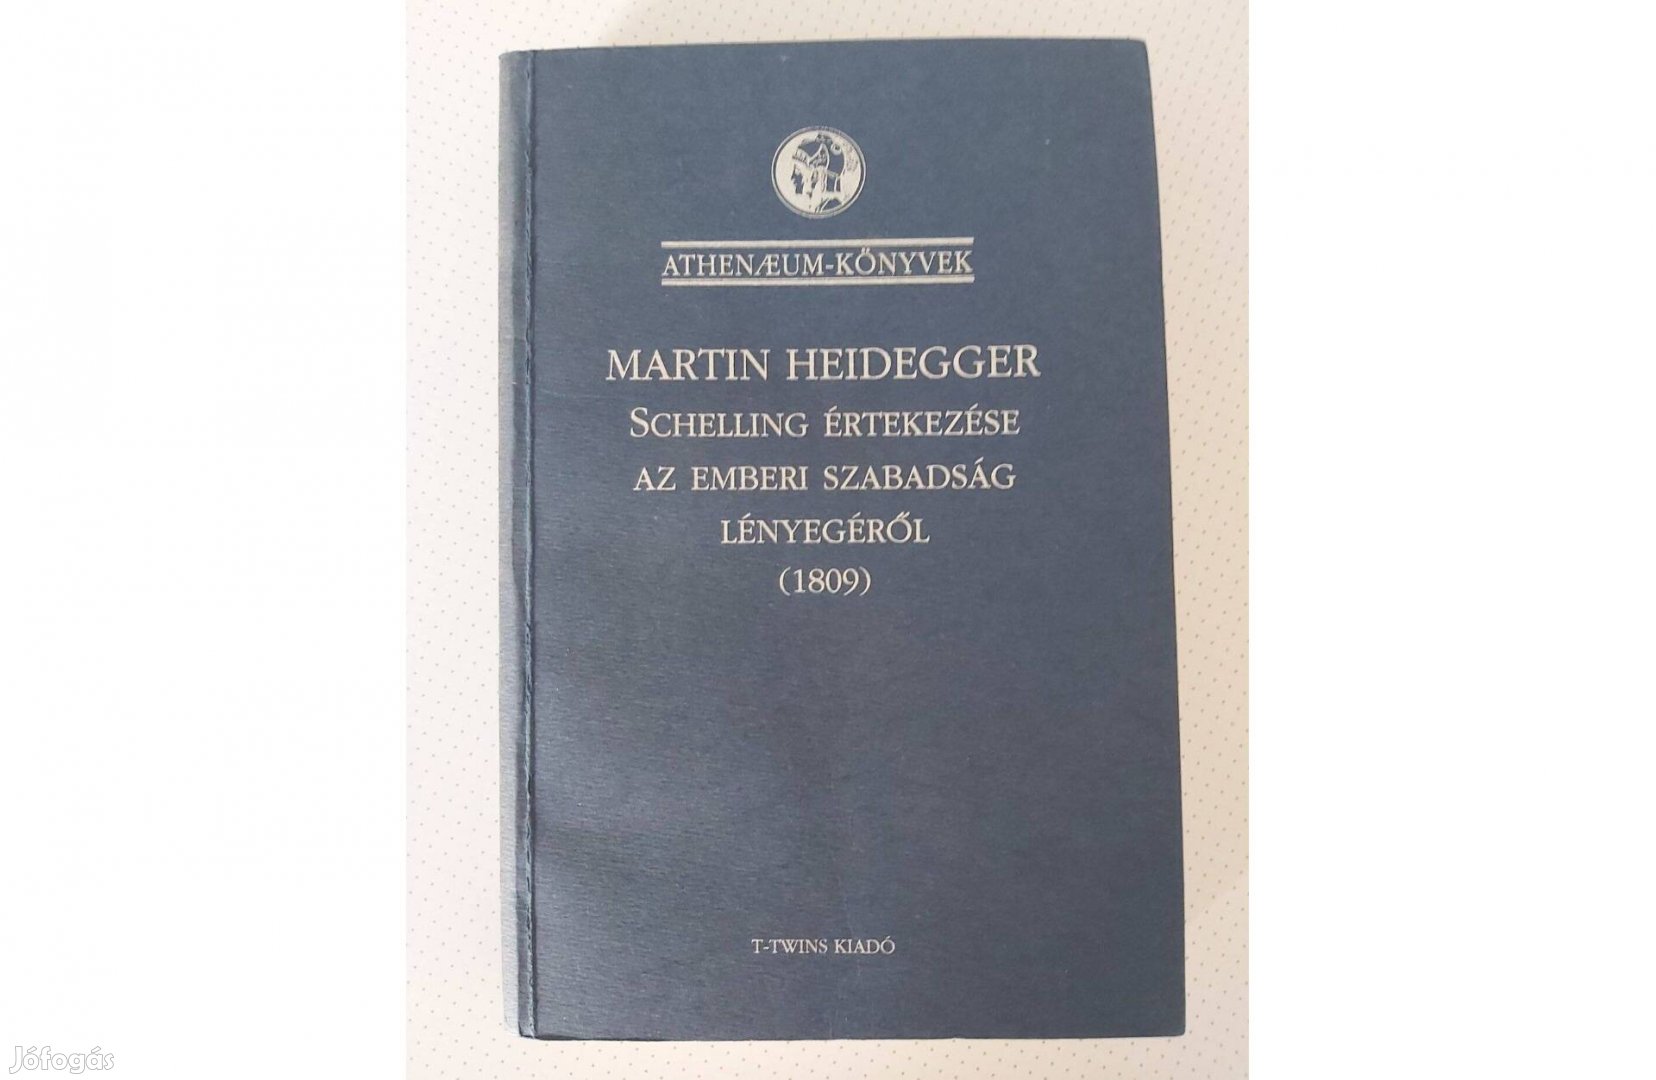 ATHENÆUM-KÖNYVEK
MARTIN HEIDEGGER
SCHELLING ÉRTEKEZÉSE
AZ EMBERI SZABADSÁG
LÉNYEGÉRŐL
(1809)
T-TWINS KIADÓ
Jófogás